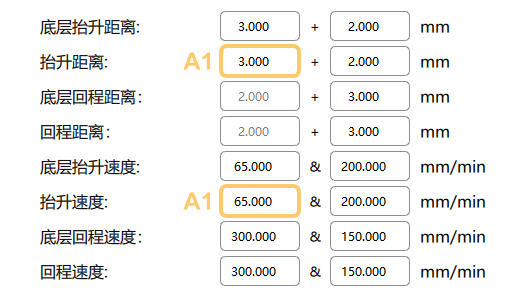 底层抬升距离: 3.000 + 2.000 mm
抬升距离: A1 3.000 + 2.000 mm
底层回程距离: 2.000 + 3.000 mm
回程距离: 2.000 + 3.000 mm
底层抬升速度: 65.000 & 200.000 mm/min
抬升速度: A1 65.000 & 200.000 mm/min
底层回程速度: 300.000 & 150.000 mm/min
回程速度: 300.000 & 150.000 mm/min